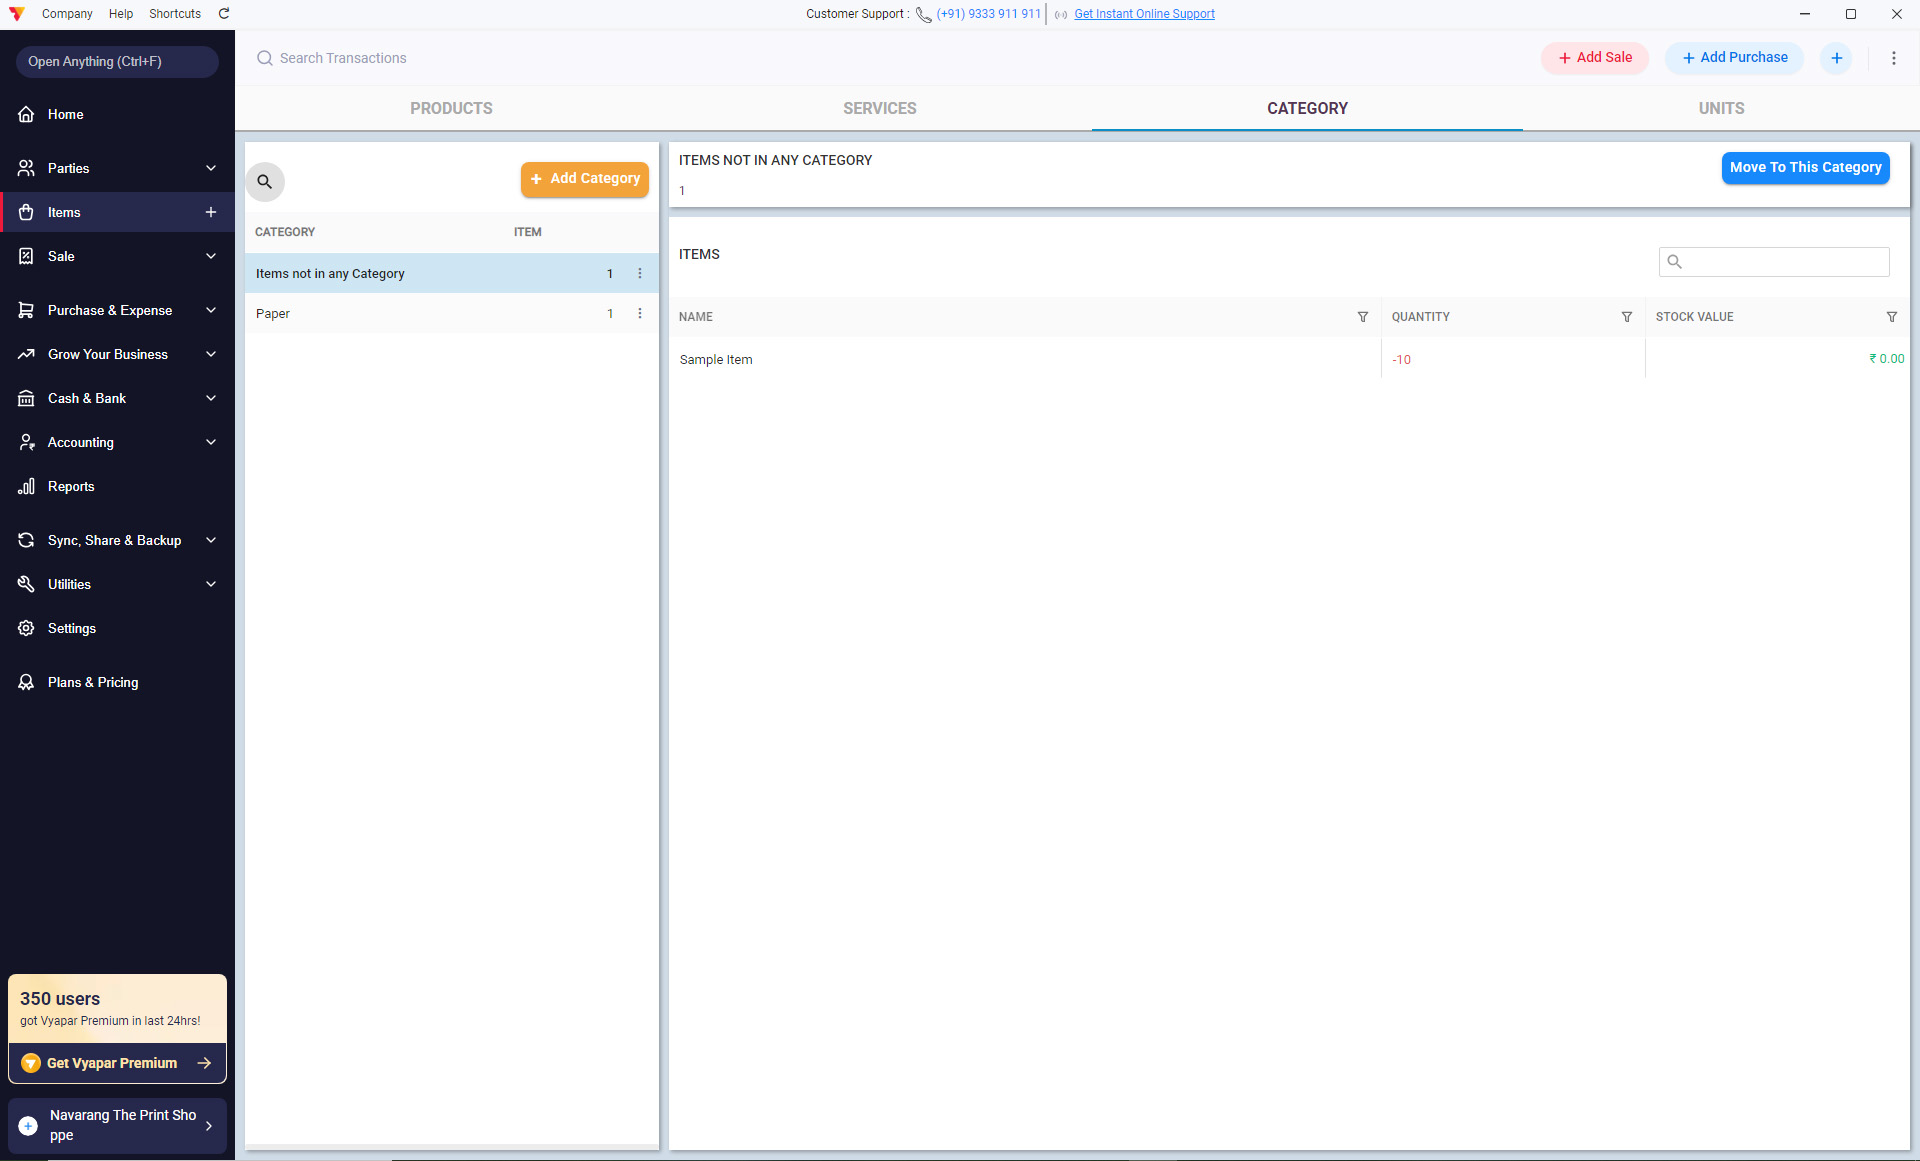 Company Help Shortcuts
Customer Support : (+91) 9333 911 911 Get Instant Online Support
Open Anything (Ctrl+F)
Search Transactions
+ Add Sale
+ Add Purchase
+
Home
Parties
Items +
Sale
Purchase & Expense
Grow Your Business
Cash & Bank
Accounting
Reports
Sync, Share & Backup
Utilities
Settings
Plans & Pricing
350 users
got Vyapar Premium in last 24hrs!
Get Vyapar Premium
Navarang The Print Sho
ppe
PRODUCTS SERVICES CATEGORY UNITS
+ Add Category
CATEGORY ITEM
Items not in any Category 1
Paper 1
ITEMS NOT IN ANY CATEGORY
1
Move To This Category
ITEMS
NAME QUANTITY STOCK VALUE
Sample Item -10 ₹ 0.00